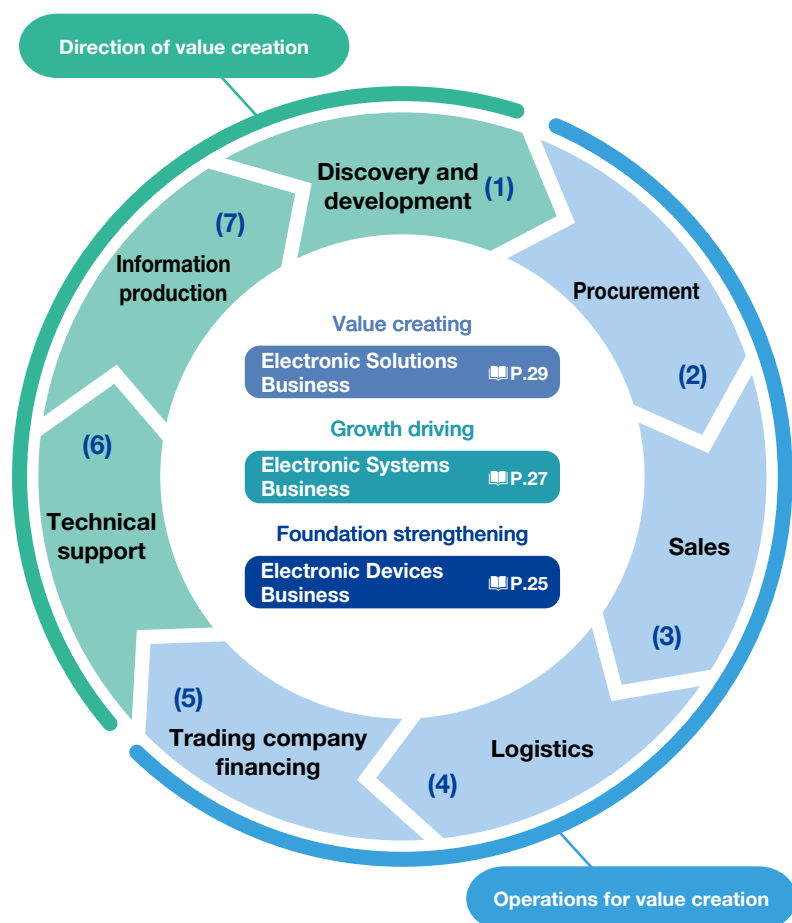 Direction of value creation
Discovery and
development
(1)
Procurement
(2)
Sales
(3)
Logistics
(4)
(5)
Trading company
financing
(6)
Technical
support
(7)
Information
production
Value creating
Electronic Solutions
Business
P.29
Growth driving
Electronic Systems
Business
P.27
Foundation strengthening
Electronic Devices
Business
P.25
Operations for value creation